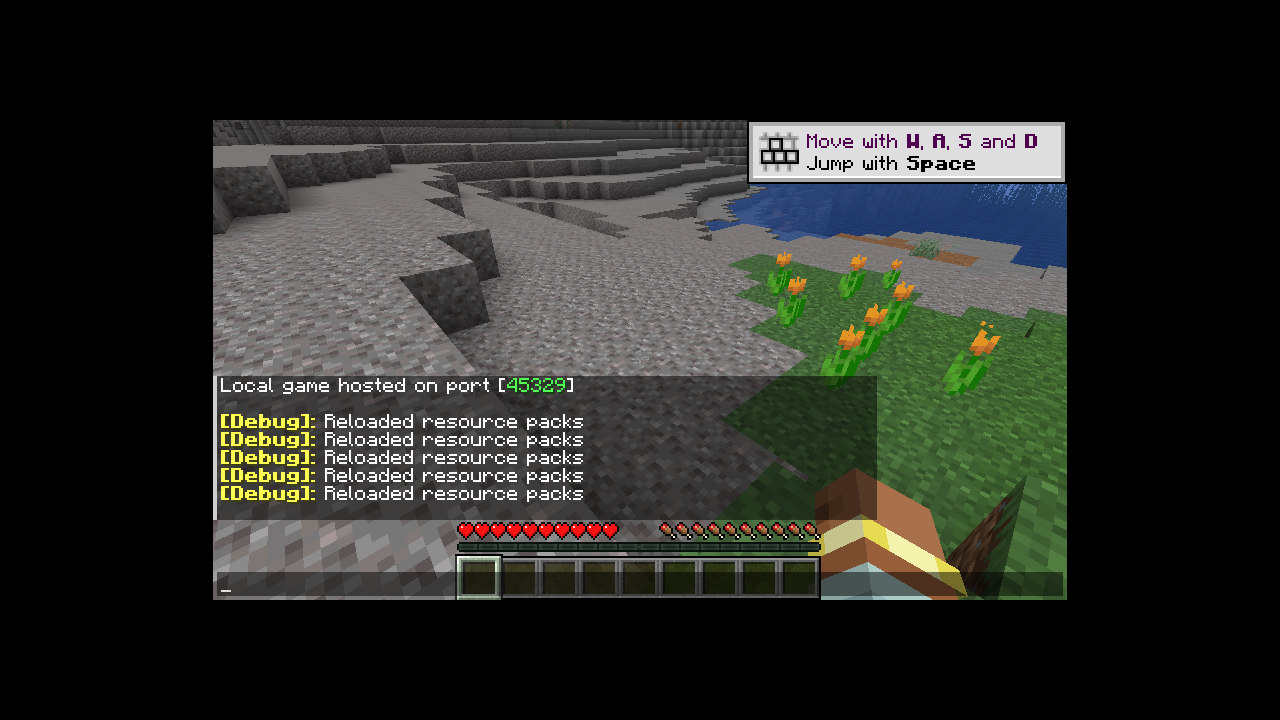 Move with W, A, S and D
Jump with Space
Local game hosted on port [45329]
[Debug]: Reloaded resource packs
[Debug]: Reloaded resource packs
[Debug]: Reloaded resource packs
[Debug]: Reloaded resource packs
[Debug]: Reloaded resource packs
_